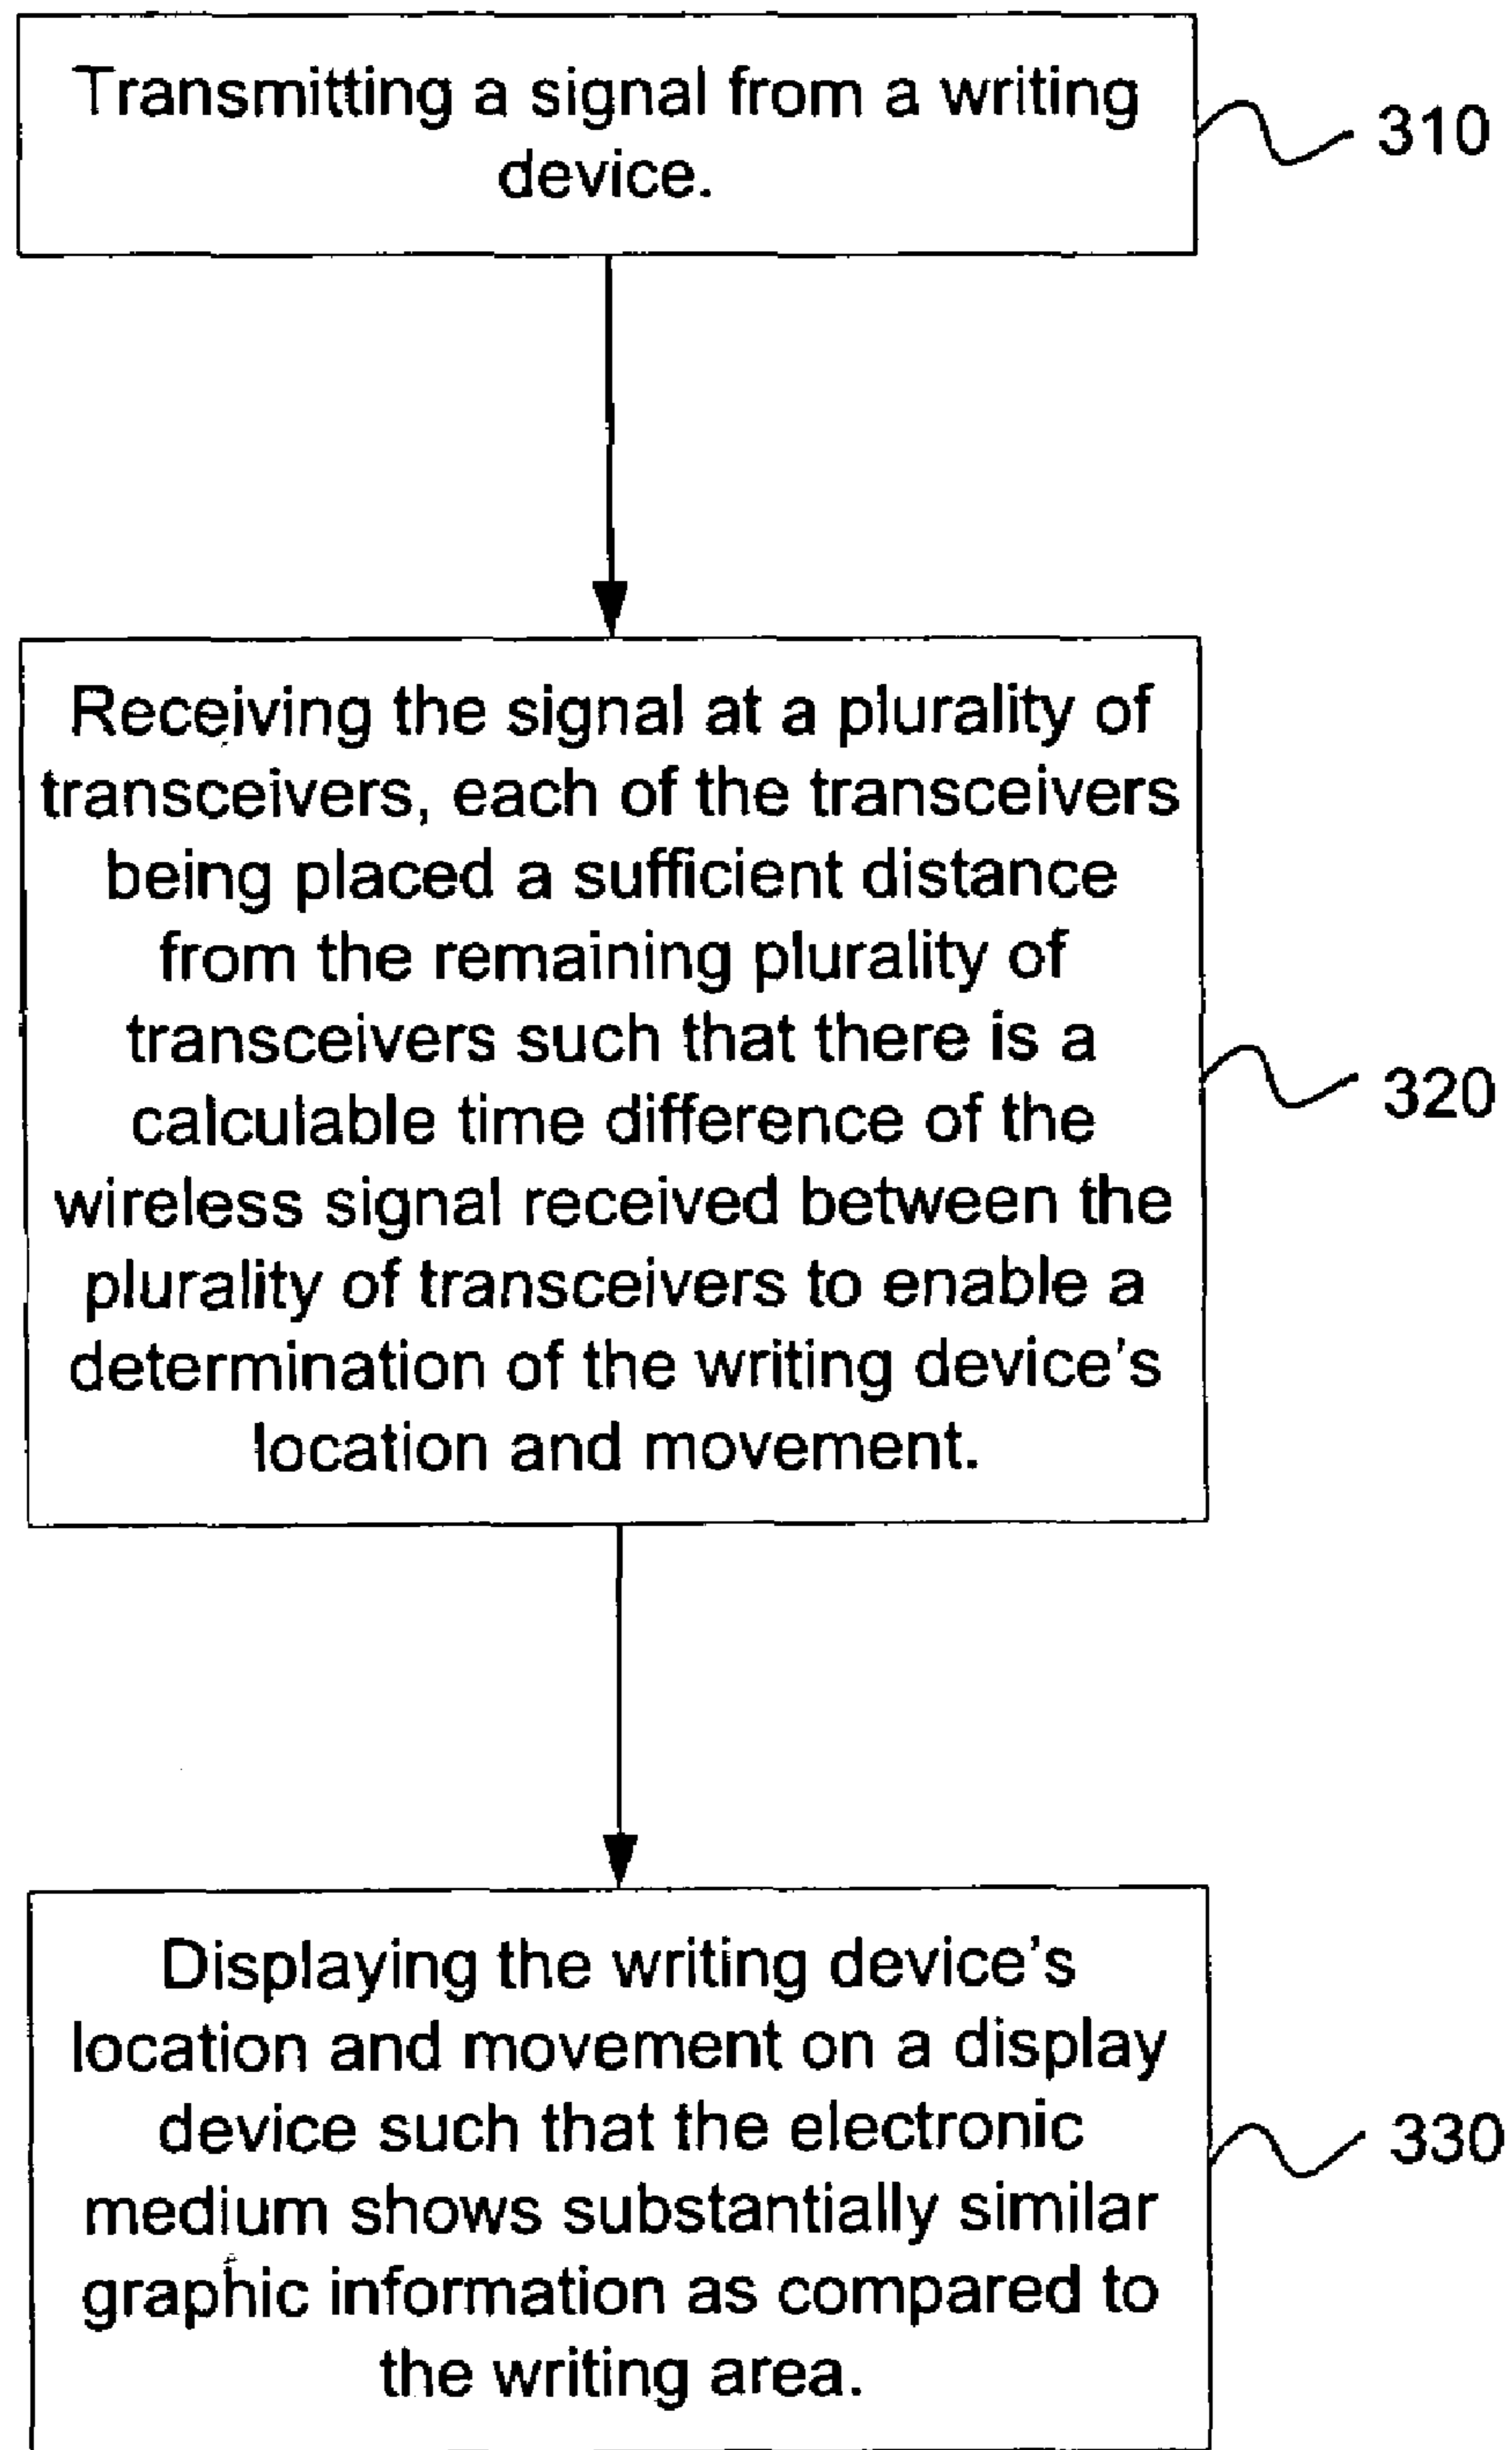 Transmitting a signal from a writing
device.
310
Receiving the signal at a plurality of
transceivers, each of the transceivers
being placed a sufficient distance
from the remaining plurality of
transceivers such that there is a
calculable time difference of the
wireless signal received between the
plurality of transceivers to enable a
determination of the writing device's
location and movement.
320
Displaying the writing device's
location and movement on a display
device such that the electronic
medium shows substantially similar
graphic information as compared to
the writing area.
330